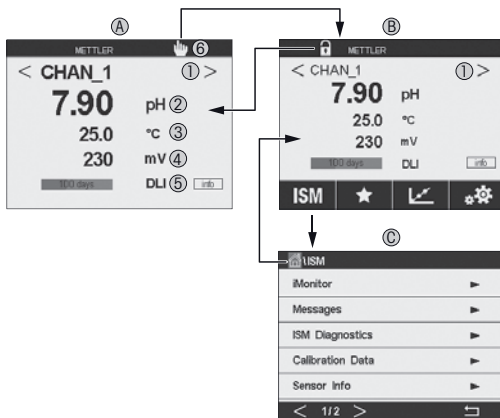 Ⓐ
METTLER ⑥
< CHAN_1 ① >
7.90 pH ②
25.0 °C ③
230 mV ④
100 days DLI ⑤ info
Ⓑ
METTLER
< CHAN_1 ① >
7.90 pH
25.0 °C
230 mV
100 days DLI info
ISM
Ⓒ
\ISM
iMonitor
Messages
ISM Diagnostics
Calibration Data
Sensor Info
< 1/2 >